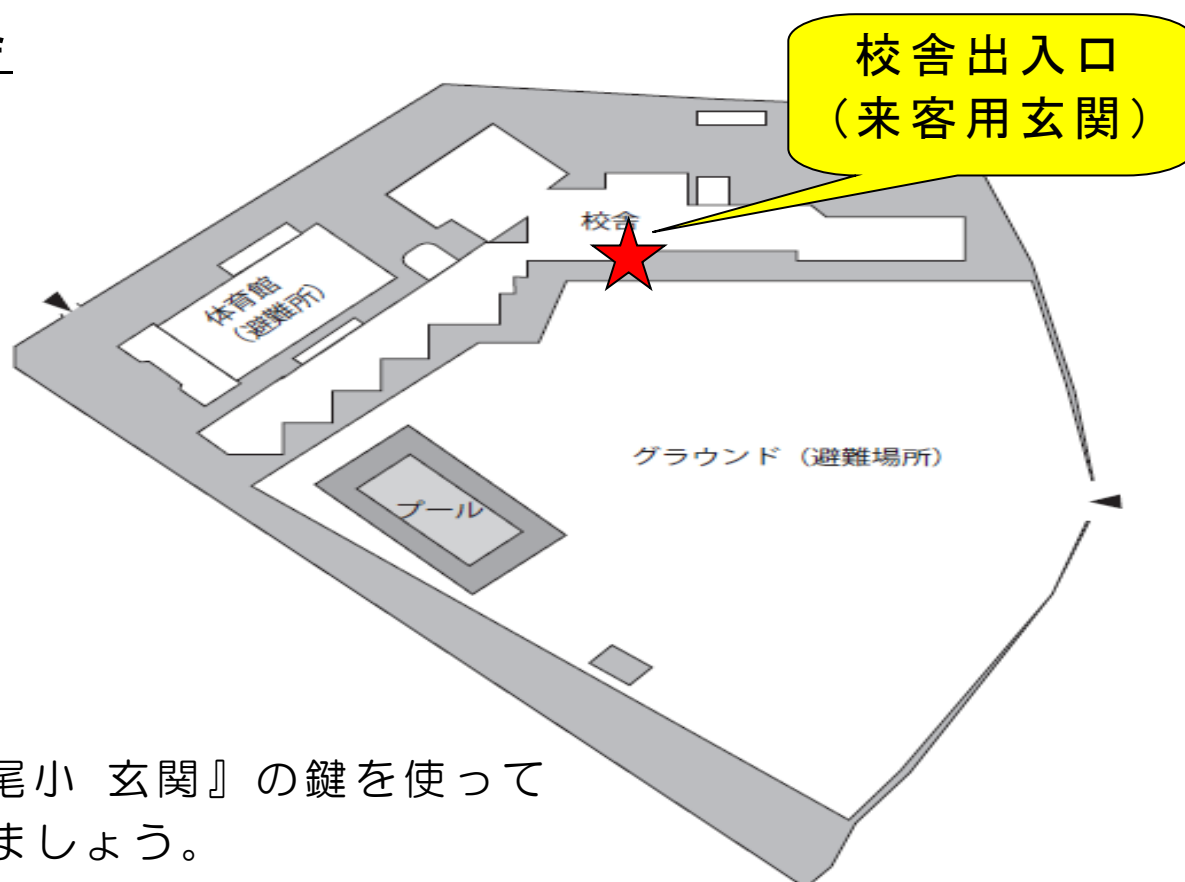 校舎出入口
（来客用玄関）
校舎
体育館
（避難所）
グラウンド（避難場所）
プール
尾小 玄関』の鍵を使って
ましょう。